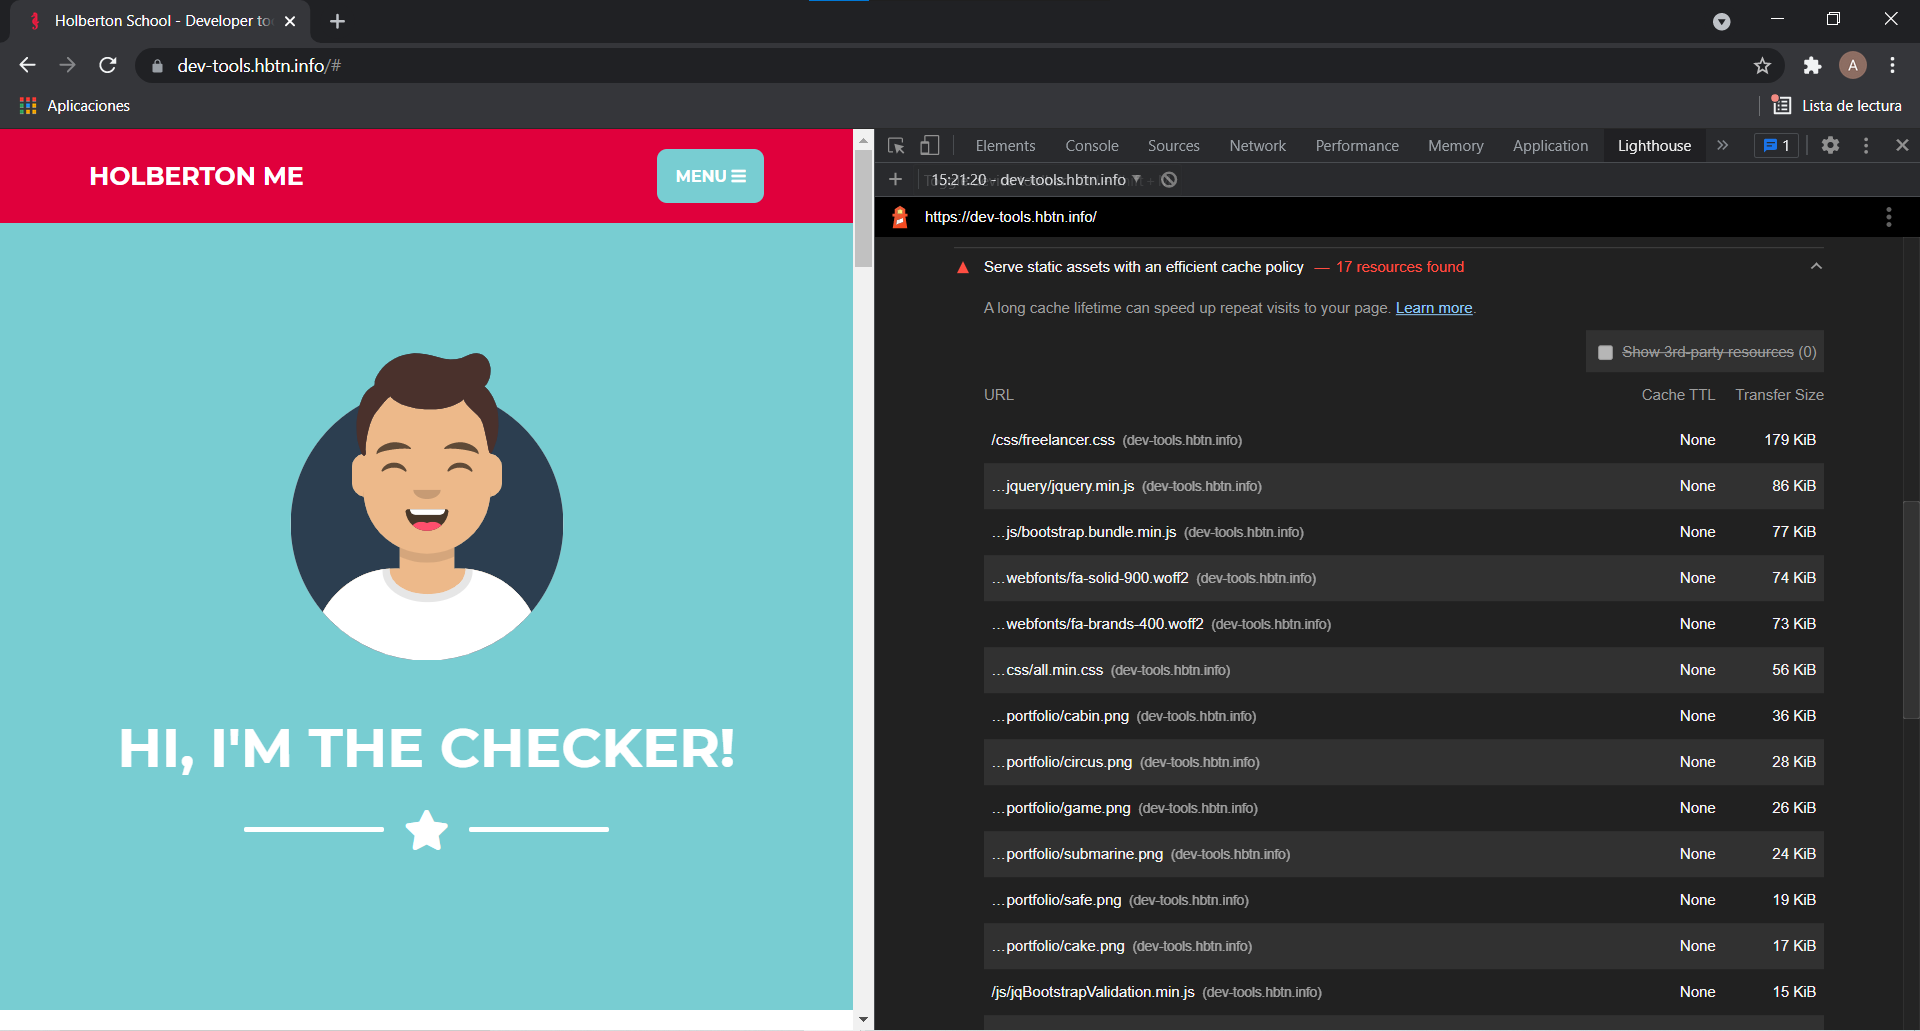 Holberton School - Developer to
dev-tools.hbtn.info/#
A
Aplicaciones
Lista de lectura
HOLBERTON ME
MENU
HI, I'M THE CHECKER!
Elements Console Sources Network Performance Memory Application Lighthouse » 1
15:21:20 - dev-tools.hbtn.info
https://dev-tools.hbtn.info/
Serve static assets with an efficient cache policy — 17 resources found
A long cache lifetime can speed up repeat visits to your page. Learn more.
Show 3rd-party resources (0)
URL Cache TTL Transfer Size
/css/freelancer.css (dev-tools.hbtn.info) None 179 KiB
…jquery/jquery.min.js (dev-tools.hbtn.info) None 86 KiB
…js/bootstrap.bundle.min.js (dev-tools.hbtn.info) None 77 KiB
…webfonts/fa-solid-900.woff2 (dev-tools.hbtn.info) None 74 KiB
…webfonts/fa-brands-400.woff2 (dev-tools.hbtn.info) None 73 KiB
…css/all.min.css (dev-tools.hbtn.info) None 56 KiB
…portfolio/cabin.png (dev-tools.hbtn.info) None 36 KiB
…portfolio/circus.png (dev-tools.hbtn.info) None 28 KiB
…portfolio/game.png (dev-tools.hbtn.info) None 26 KiB
…portfolio/submarine.png (dev-tools.hbtn.info) None 24 KiB
…portfolio/safe.png (dev-tools.hbtn.info) None 19 KiB
…portfolio/cake.png (dev-tools.hbtn.info) None 17 KiB
/js/jqBootstrapValidation.min.js (dev-tools.hbtn.info) None 15 KiB